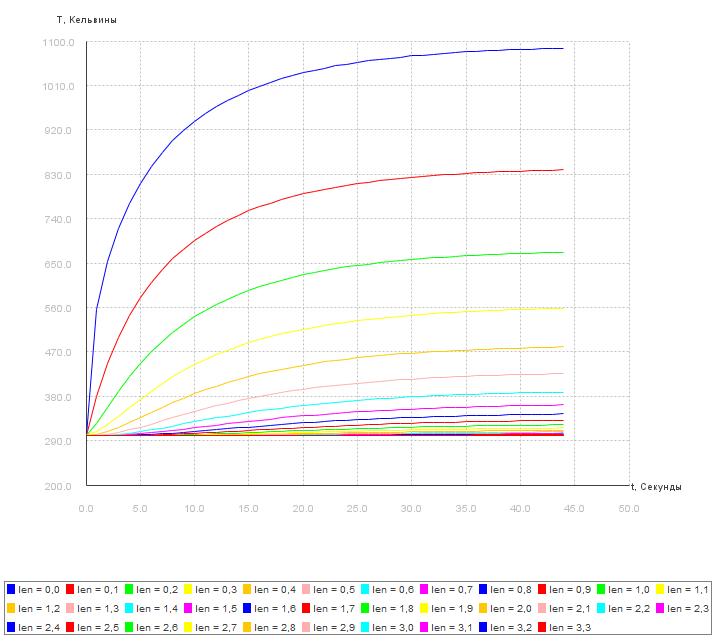 T, Кельвины
1100.0
1010.0
920.0
830.0
740.0
650.0
560.0
470.0
380.0
290.0
200.0
t, Секунды
0.0 5.0 10.0 15.0 20.0 25.0 30.0 35.0 40.0 45.0 50.0
len = 0,0 len = 0,1 len = 0,2 len = 0,3 len = 0,4 len = 0,5 len = 0,6 len = 0,7 len = 0,8 len = 0,9 len = 1,0 len = 1,1
len = 1,2 len = 1,3 len = 1,4 len = 1,5 len = 1,6 len = 1,7 len = 1,8 len = 1,9 len = 2,0 len = 2,1 len = 2,2 len = 2,3
len = 2,4 len = 2,5 len = 2,6 len = 2,7 len = 2,8 len = 2,9 len = 3,0 len = 3,1 len = 3,2 len = 3,3